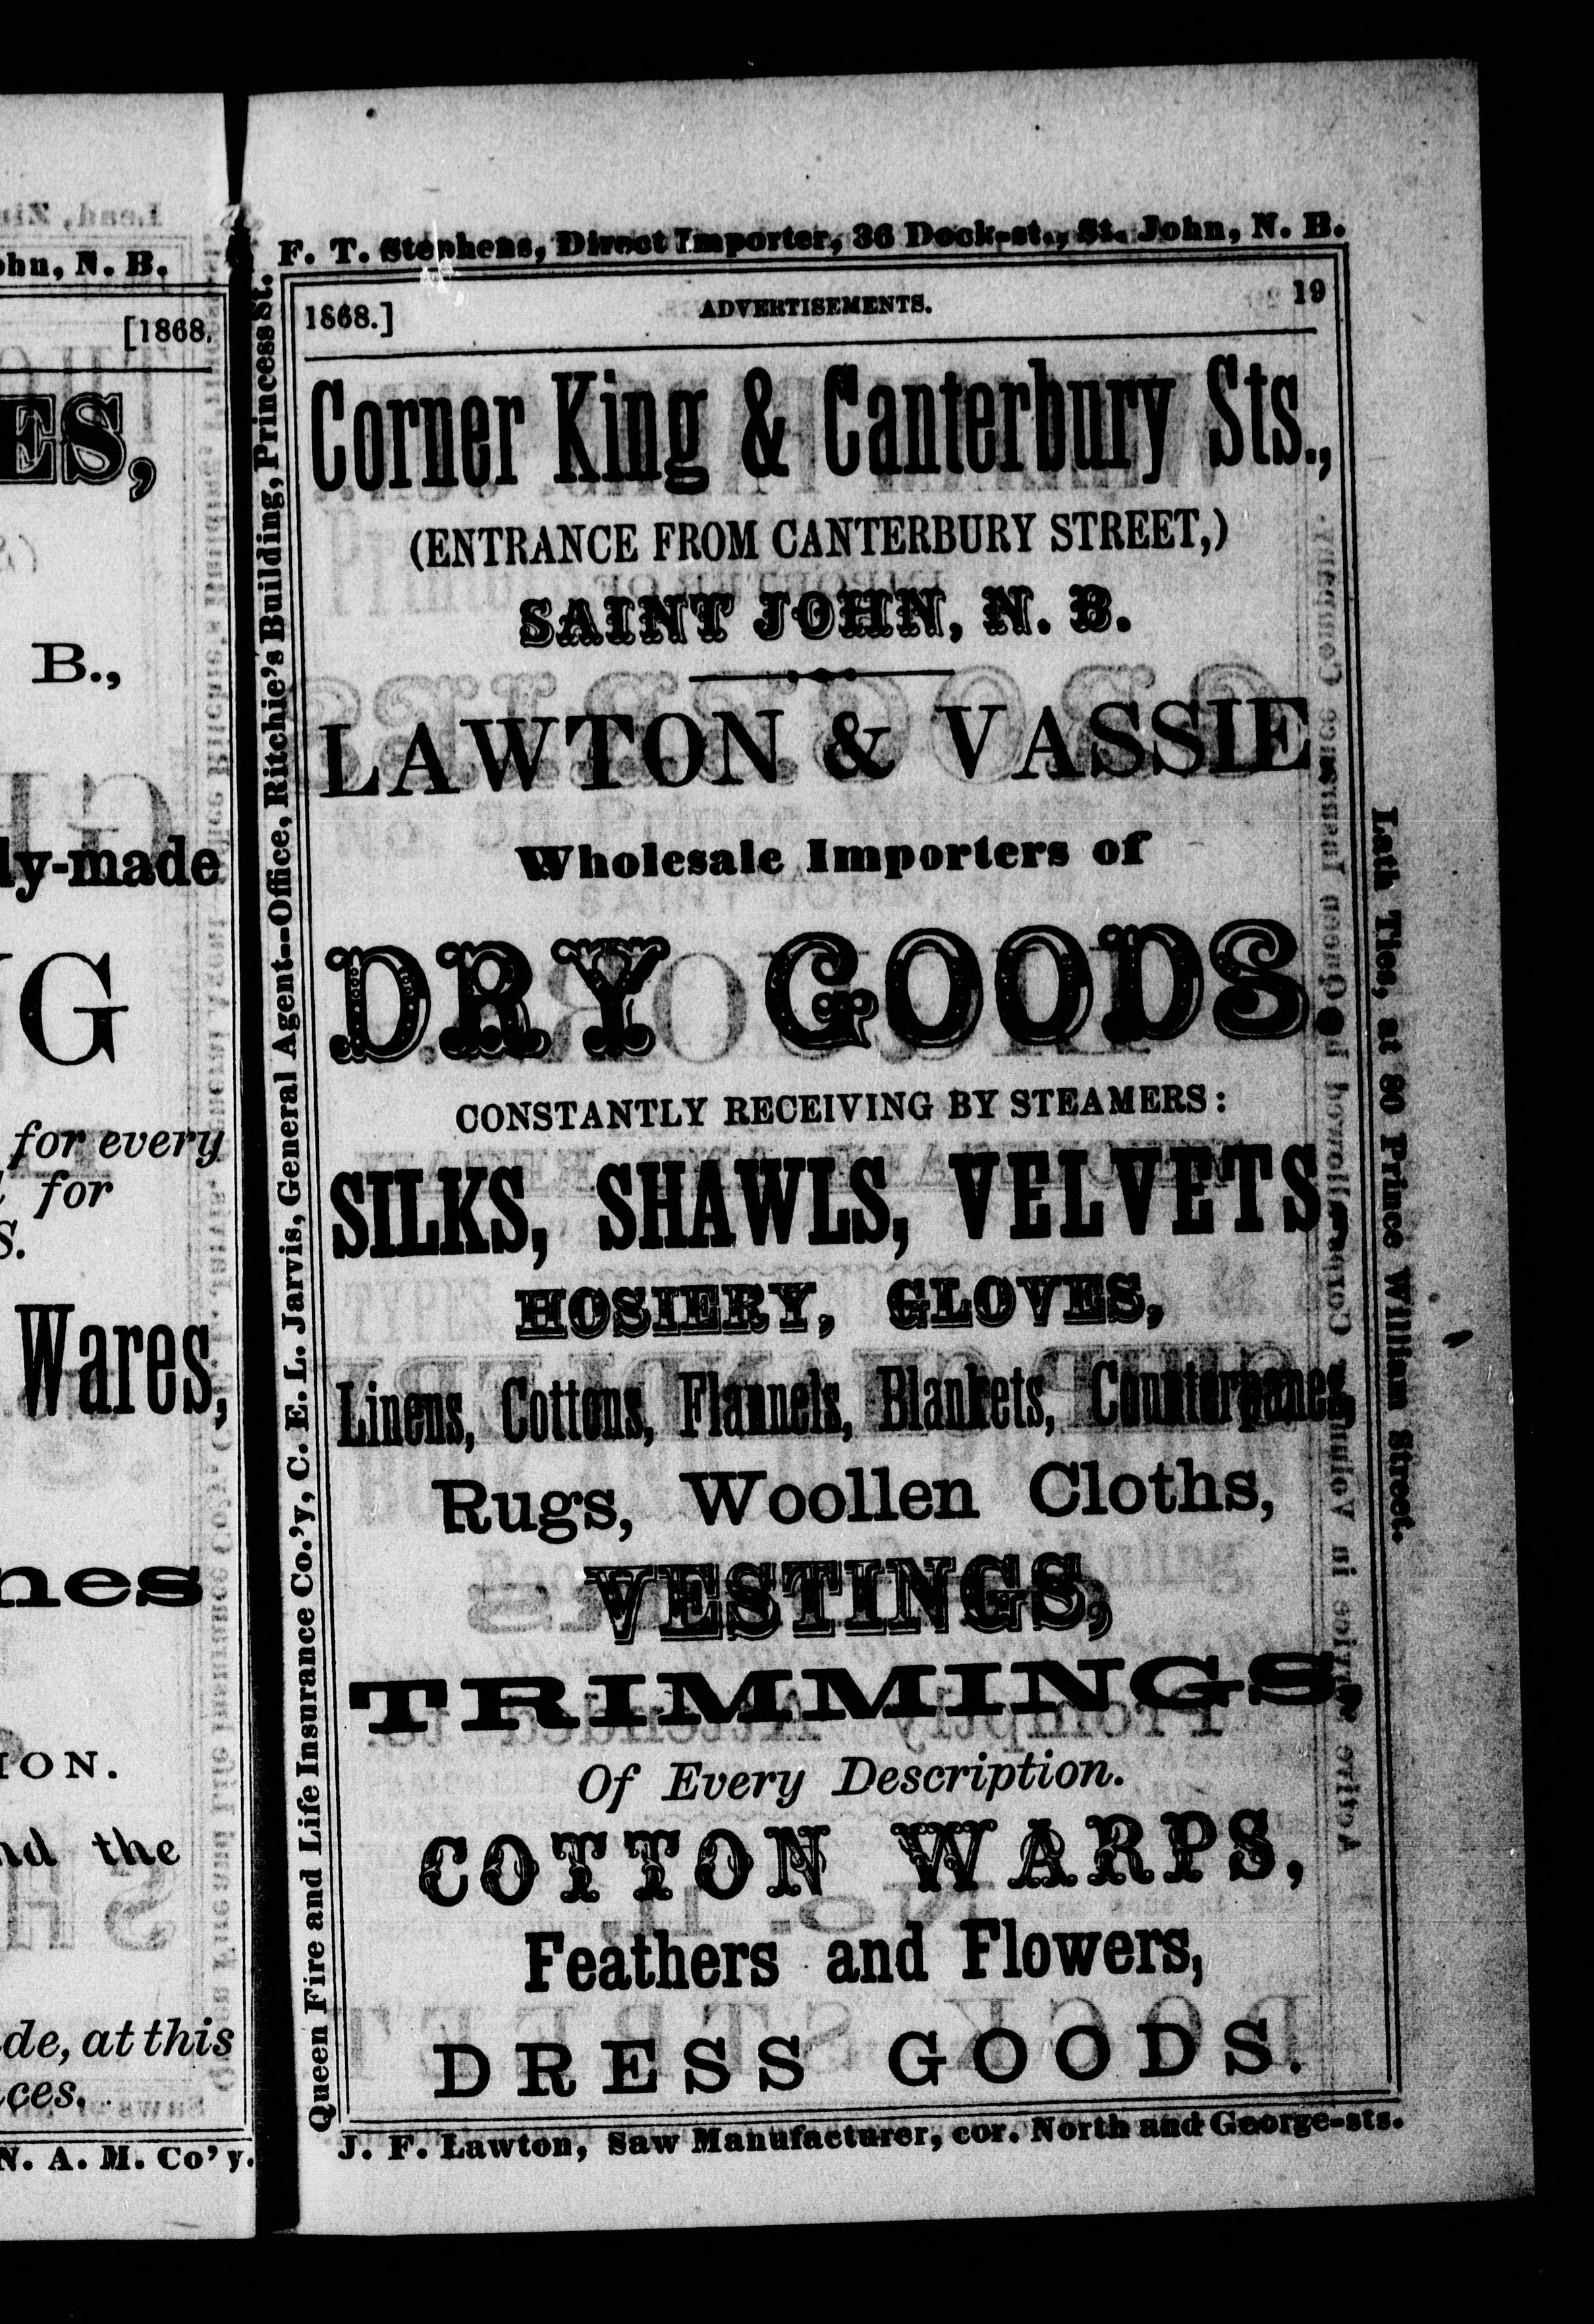 hn, N. B.
[1868.
ES,
B.,
ly-made
G
for every
for
S.
Wares,
nes
ION.
nd the
de, at this
ces.
N. A. M. Co'y.
F. T. Stephens, Direct Importer, 36 Dock-st., St. John, N. B.
Queen Fire and Life Insurance Co.'y, C. E. L. Jarvis, General Agent--Office, Ritchie's Building, Princess St.
1868.] ADVERTISEMENTS. 19
Corner King & Canterbury Sts.,
(ENTRANCE FROM CANTERBURY STREET,)
SAINT JOHN, N. B.
LAWTON & VASSIE
Wholesale Importers of
DRY GOODS.
CONSTANTLY RECEIVING BY STEAMERS:
SILKS, SHAWLS, VELVETS,
HOSIERY, GLOVES,
Linens, Cottons, Flannels, Blankets, Counterpanes,
Rugs, Woollen Cloths,
VESTINGS,
TRIMMINGS,
Of Every Description.
COTTON WARPS,
Feathers and Flowers,
DRESS GOODS.
Lath Ties, at 80 Prince William Street.
J. F. Lawton, Saw Manufacturer, cor. North and George-sts.